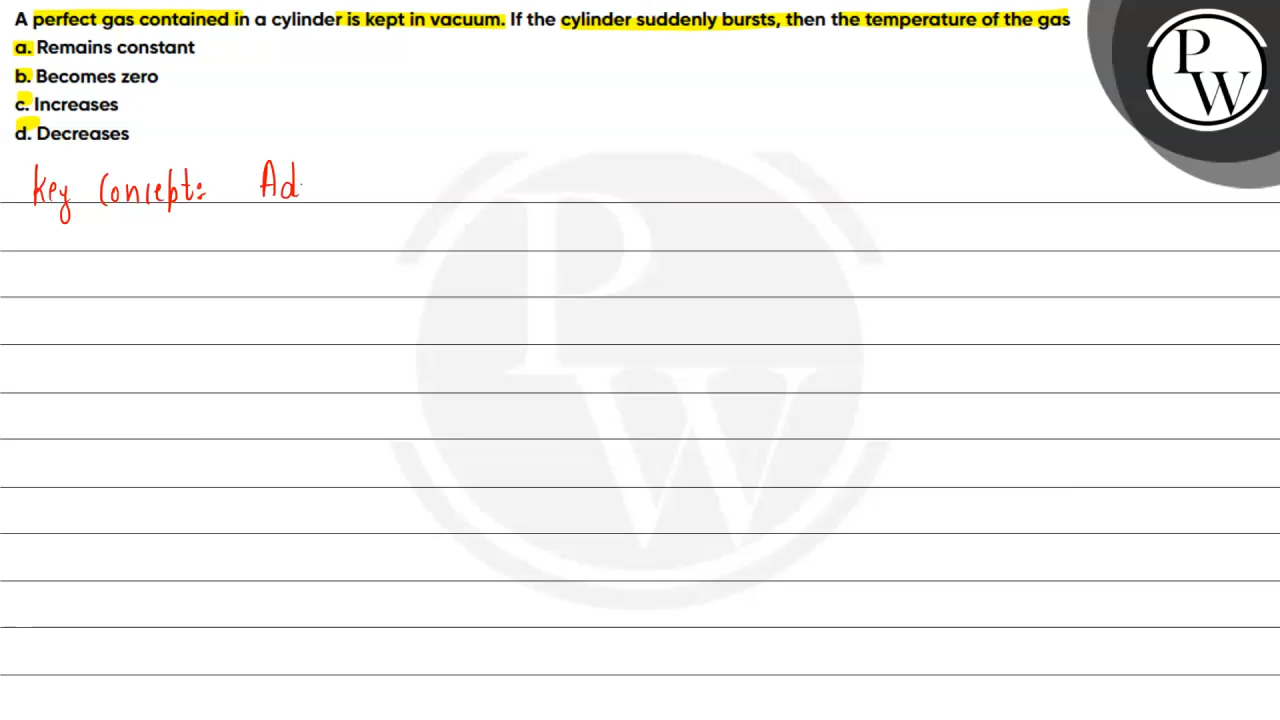 A perfect gas contained in a cylinder is kept in vacuum. If the cylinder suddenly bursts, then the temperature of the gas
a. Remains constant
b. Becomes zero
c. Increases
d. Decreases
Key Concept: Ad
P
W
P
W